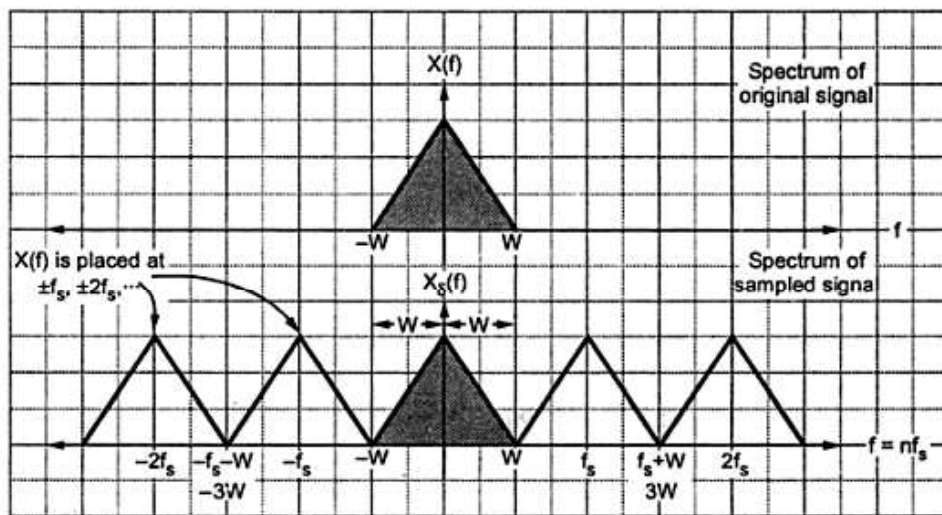 X(f)
Spectrum of
original signal
–W
W
f
X(f) is placed at
±fs, ±2fs,...
Xδ(f)
Spectrum of
sampled signa
W
W
–2fs
–fs–W
–fs
–W
W
fs
fs+W
2fs
f = nfs
–3W
3W